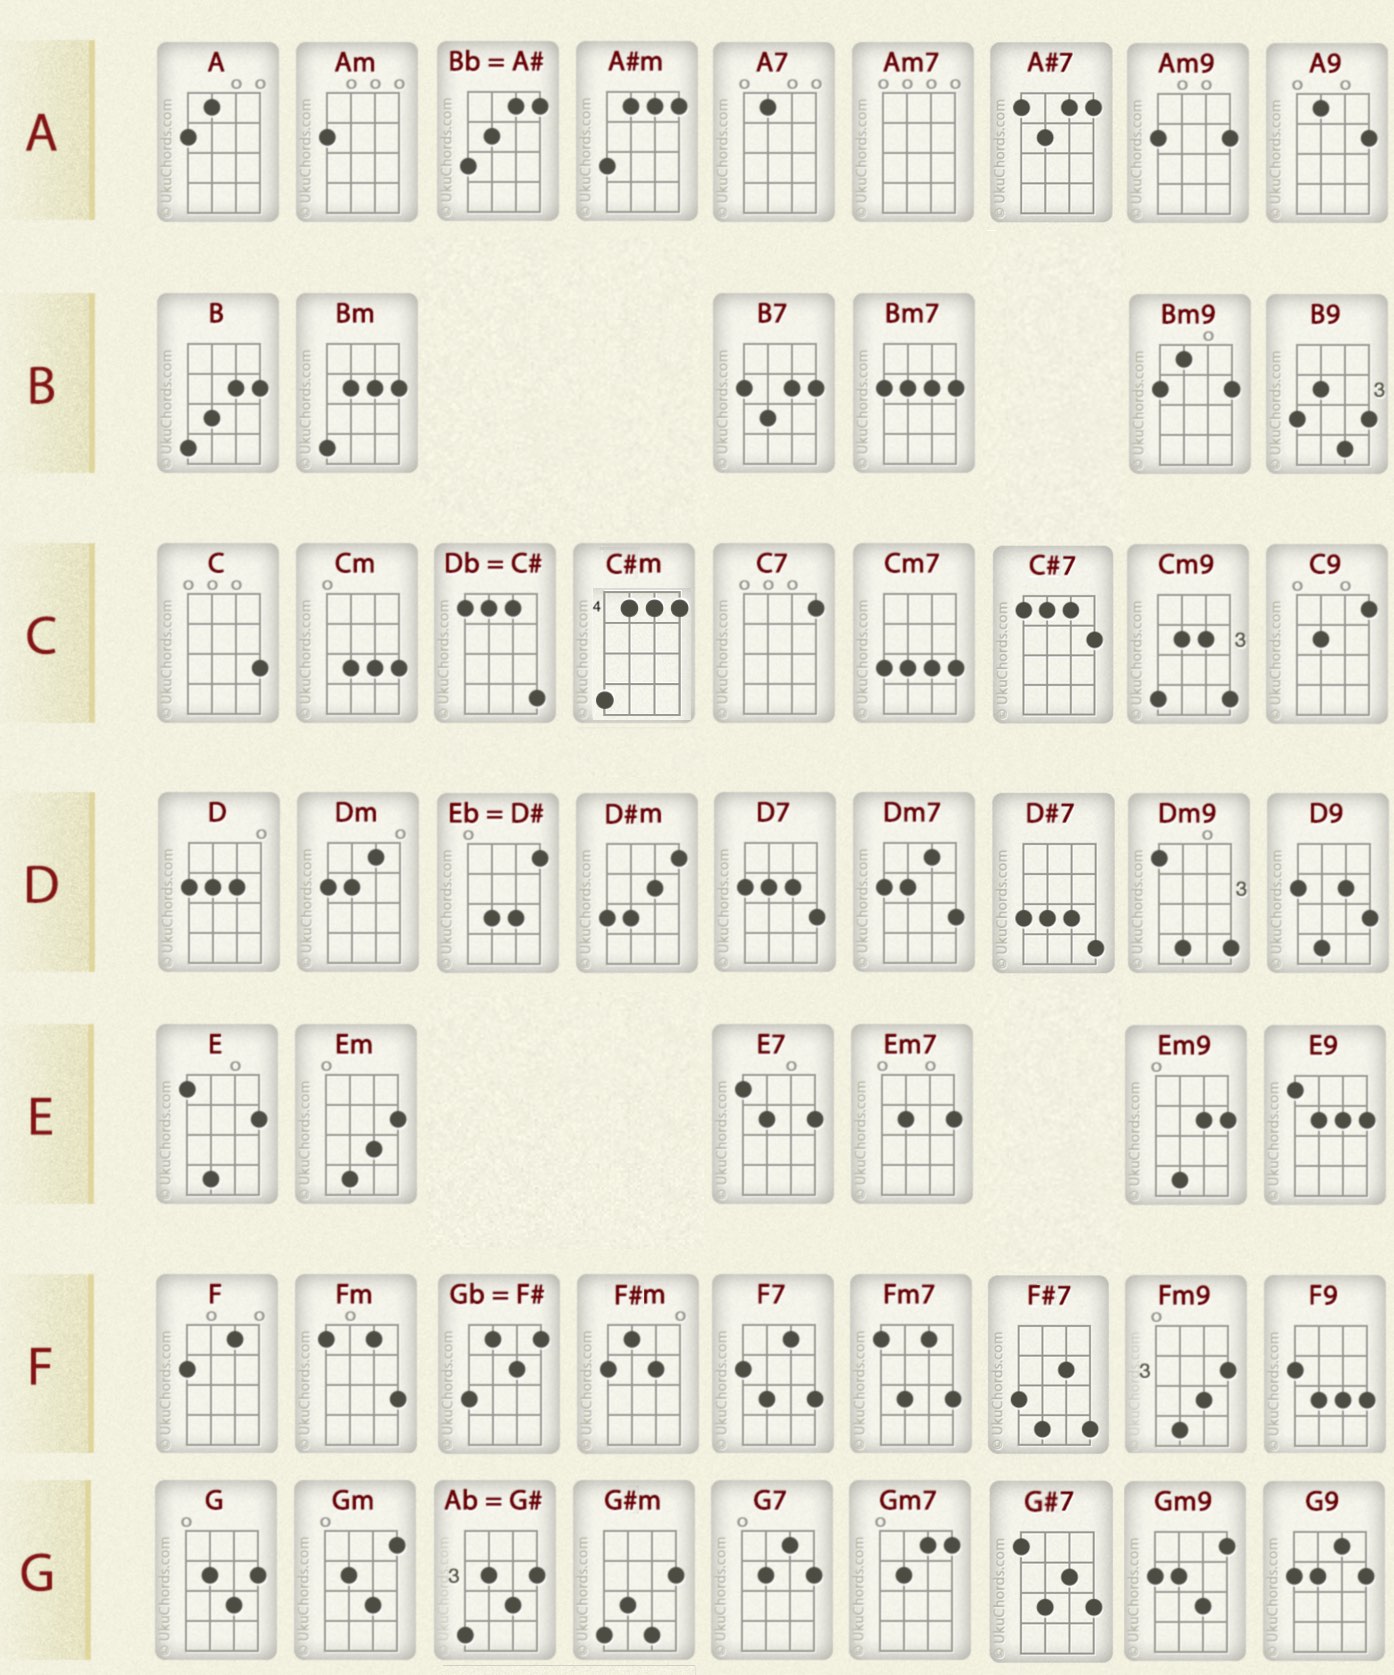 A Am Bb = A# A#m A7 Am7 A#7 Am9 A9
o o o o o o o o o o o o o o o o
A
© UkuChords.com © UkuChords.com © UkuChords.com © UkuChords.com © UkuChords.com © UkuChords.com © UkuChords.com © UkuChords.com © UkuChords.com
B Bm B7 Bm7 Bm9 B9
o
B 3
© UkuChords.com © UkuChords.com © UkuChords.com © UkuChords.com © UkuChords.com © UkuChords.com
C Cm Db = C# C#m C7 Cm7 C#7 Cm9 C9
o o o o o o o o o
4
C 3
© UkuChords.com © UkuChords.com © UkuChords.com © UkuChords.com © UkuChords.com © UkuChords.com © UkuChords.com © UkuChords.com
D Dm Eb = D# D#m D7 Dm7 D#7 Dm9 D9
o o o o
D 3
© UkuChords.com © UkuChords.com © UkuChords.com © UkuChords.com © UkuChords.com © UkuChords.com © UkuChords.com © UkuChords.com © UkuChords.com
E Em E7 Em7 Em9 E9
o o o o o o
E
© UkuChords.com © UkuChords.com © UkuChords.com © UkuChords.com © UkuChords.com © UkuChords.com
F Fm Gb = F# F#m F7 Fm7 F#7 Fm9 F9
o o o o o
F 3
© UkuChords.com © UkuChords.com © UkuChords.com © UkuChords.com © UkuChords.com © UkuChords.com © UkuChords.com © UkuChords.com © UkuChords.com
G Gm Ab = G# G#m G7 Gm7 G#7 Gm9 G9
o o o o
G 3
© UkuChords.com © UkuChords.com © UkuChords.com © UkuChords.com © UkuChords.com © UkuChords.com © UkuChords.com © UkuChords.com © UkuChords.com